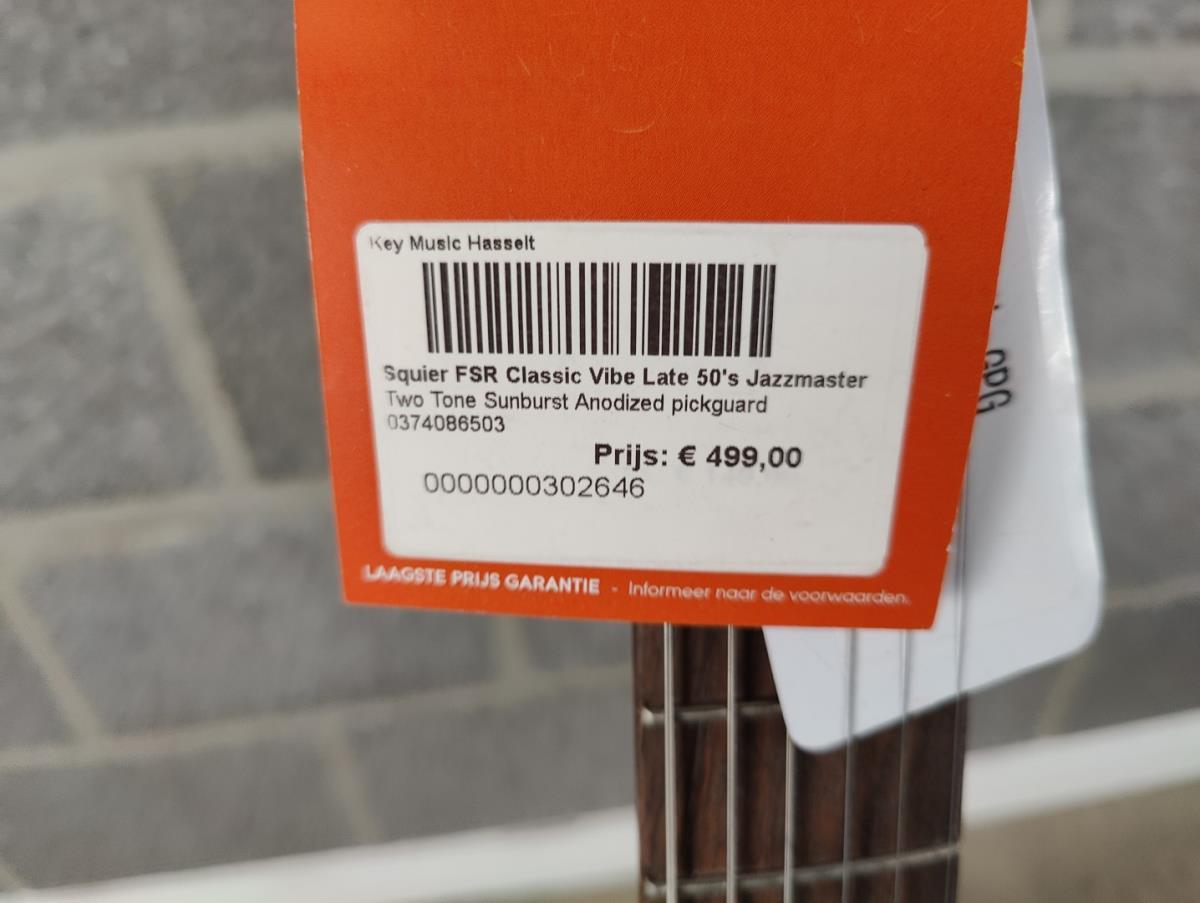 Key Music Hasselt
Squier FSR Classic Vibe Late 50's Jazzmaster
Two Tone Sunburst Anodized pickguard
0374086503
Prijs: € 499,00
0000000302646
LAAGSTE PRIJS GARANTIE - Informeer naar de voorwaarden.